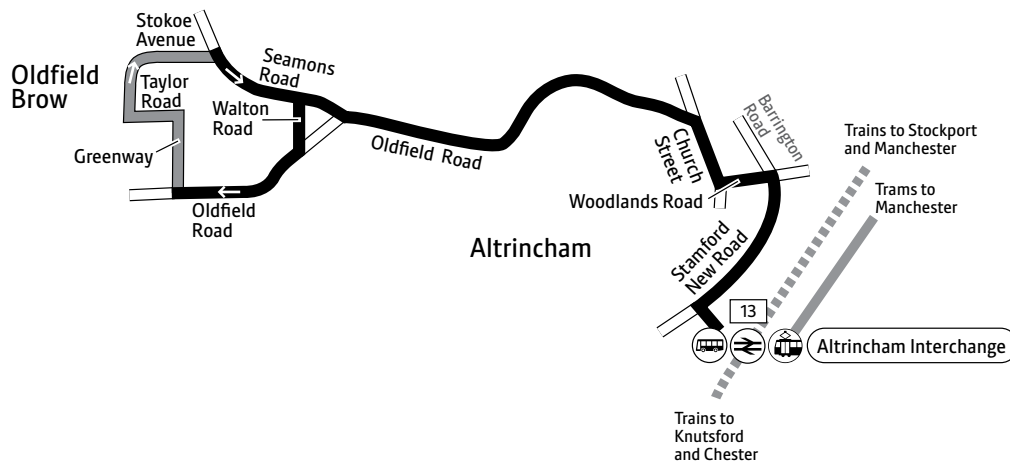 Stokoe
Avenue
Oldfield
Brow
Taylor
Road
Seamons
Road
Walton
Road
Greenway
Oldfield
Road
Oldfield Road
Church
Street
Barrington
Road
Woodlands Road
Altrincham
Stamford
New Road
Trains to Stockport
and Manchester
Trams to
Manchester
13
Altrincham Interchange
Trains to
Knutsford
and Chester